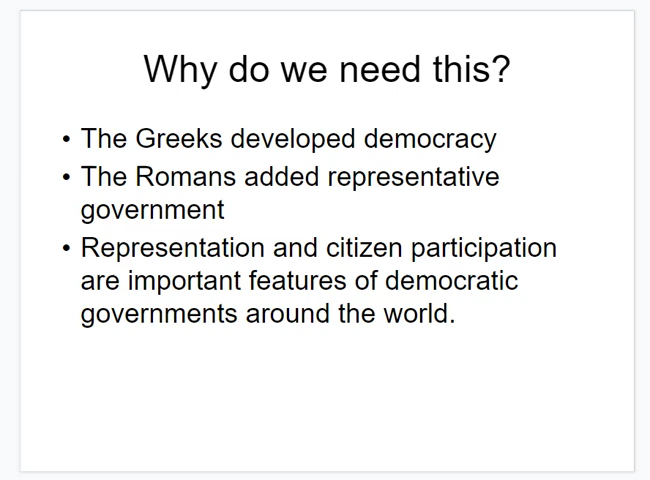 Why do we need this?
• The Greeks developed democracy
• The Romans added representative
government
• Representation and citizen participation
are important features of democratic
governments around the world.